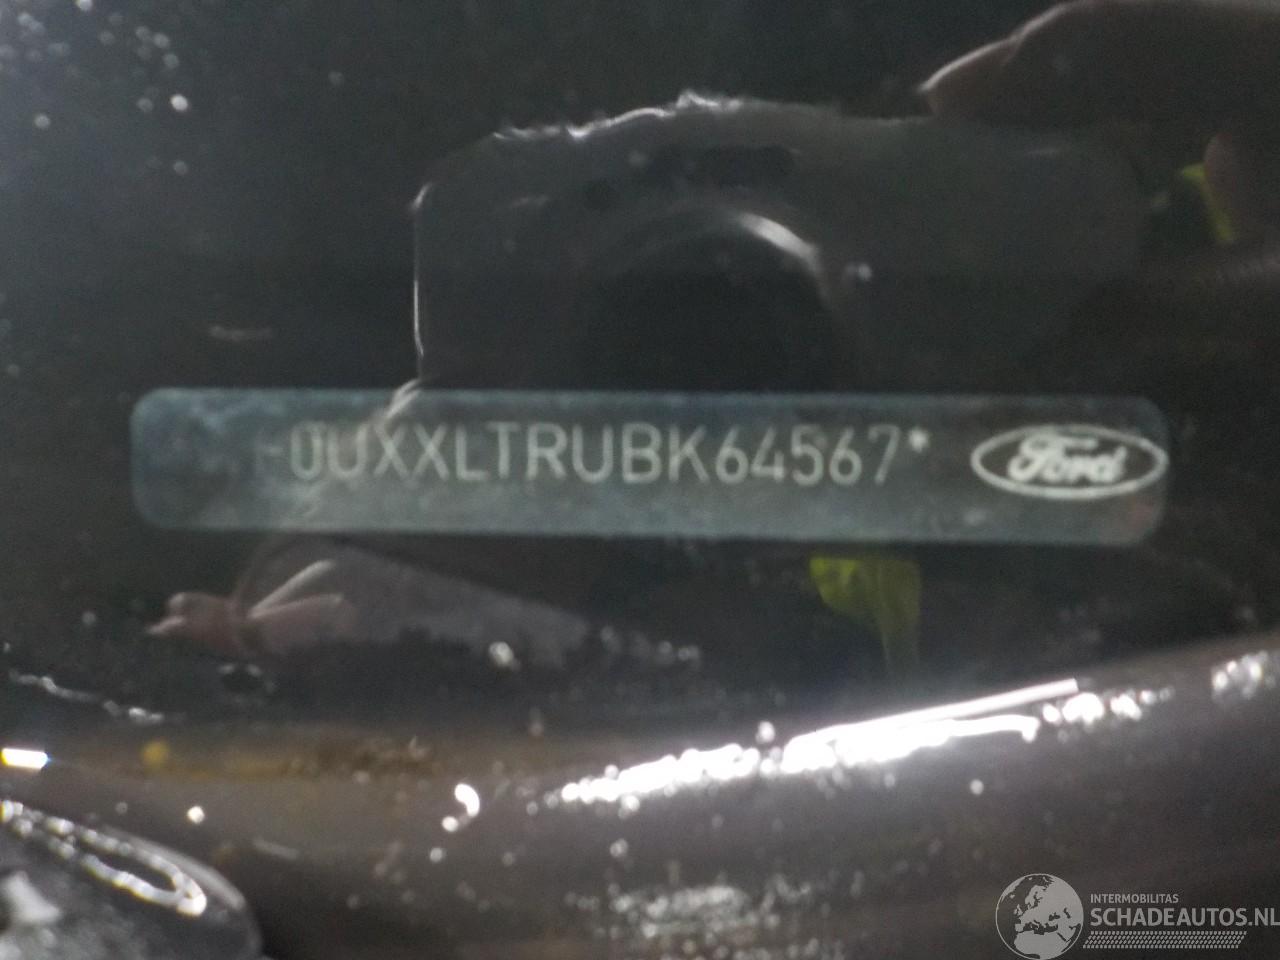 0UXXLTRUBK64567*
Ford
INTERMOBILITAS
SCHADEAUTOS.NL